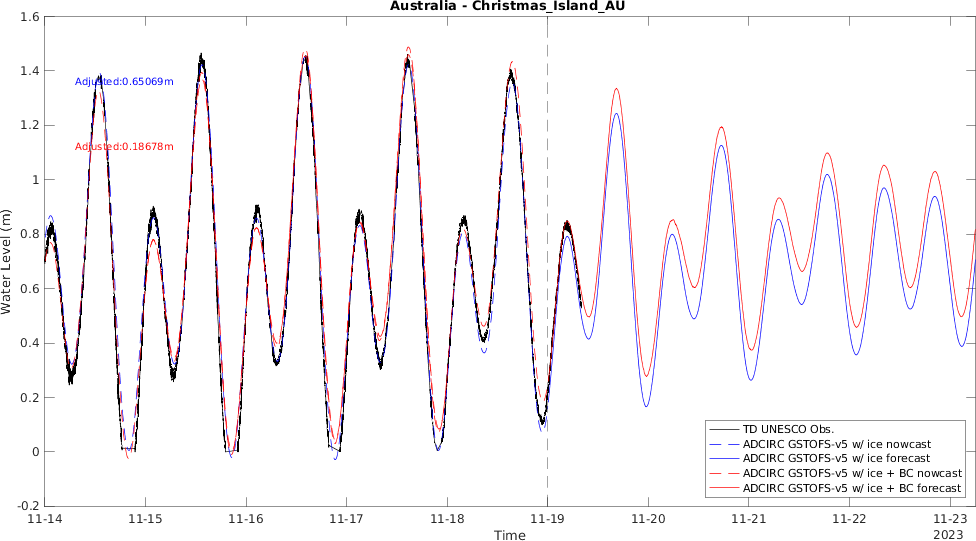 Australia - Christmas_Island_AU
1.6
1.4
1.2
1
0.8
0.6
0.4
0.2
0
-0.2
Water Level (m)
Adjusted:0.65069m
Adjusted:0.18678m
TD UNESCO Obs.
ADCIRC GSTOFS-v5 w/ ice nowcast
ADCIRC GSTOFS-v5 w/ ice forecast
ADCIRC GSTOFS-v5 w/ ice + BC nowcast
ADCIRC GSTOFS-v5 w/ ice + BC forecast
11-14 11-15 11-16 11-17 11-18 11-19 11-20 11-21 11-22 11-23
Time
2023